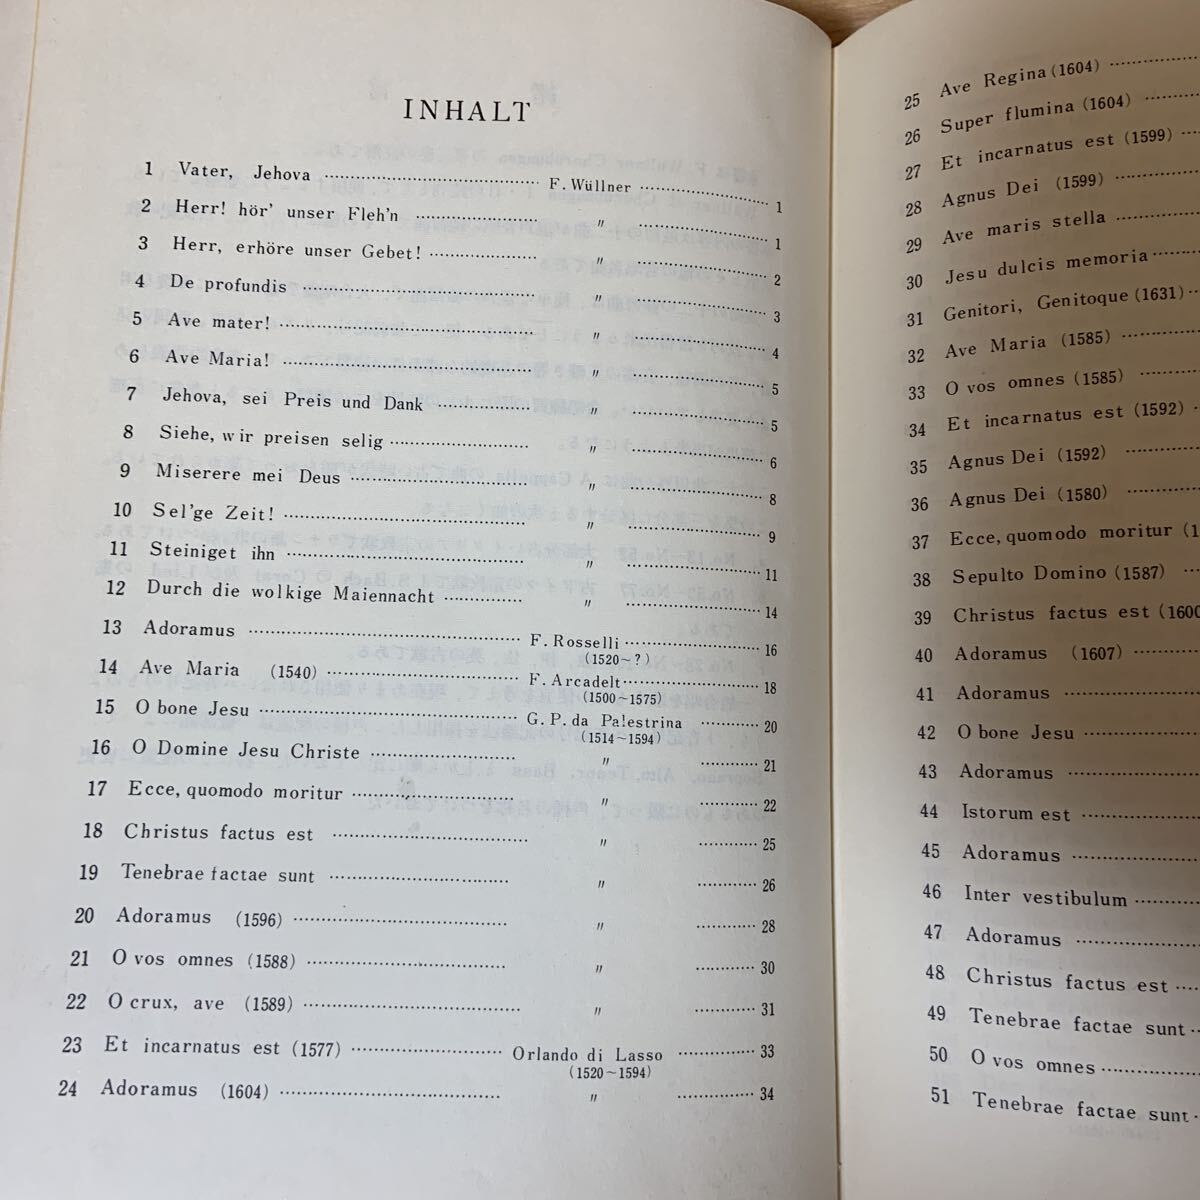 INHALT
1 Vater, Jehova F. Wüllner 1
2 Herr! hör' unser Fleh'n 〃 1
3 Herr, erhöre unser Gebet! 〃 2
4 De profundis 〃 3
5 Ave mater! 〃 4
6 Ave Maria! 〃 5
7 Jehova, sei Preis und Dank 〃 5
8 Siehe, wir preisen selig 〃 6
9 Miserere mei Deus 〃 8
10 Sel'ge Zeit! 〃 9
11 Steiniget ihn 〃 11
12 Durch die wolkige Maiennacht 〃 14
13 Adoramus F. Rosselli 16
(1520~?)
14 Ave Maria (1540) F. Arcadelt 18
(1500~1575)
15 O bone Jesu G. P. da Palestrina 20
(1514~1594)
16 O Domine Jesu Christe 〃 21
17 Ecce, quomodo moritur 〃 22
18 Christus factus est 〃 25
19 Tenebrae factae sunt 〃 26
20 Adoramus (1596) 〃 28
21 O vos omnes (1588) 〃 30
22 O crux, ave (1589) 〃 31
23 Et incarnatus est (1577) Orlando di Lasso 33
(1520~1594)
24 Adoramus (1604) 〃 34
25 Ave Regina (1604)
26 Super flumina (1604)
27 Et incarnatus est (1599)
28 Agnus Dei (1599)
29 Ave maris stella
30 Jesu dulcis memoria
31 Genitori, Genitoque (1631)
32 Ave Maria (1585)
33 O vos omnes (1585)
34 Et incarnatus est (1592)
35 Agnus Dei (1592)
36 Agnus Dei (1580)
37 Ecce, quomodo moritur (1
38 Sepulto Domino (1587)
39 Christus factus est (1600
40 Adoramus (1607)
41 Adoramus
42 O bone Jesu
43 Adoramus
44 Istorum est
45 Adoramus
46 Inter vestibulum
47 Adoramus
48 Christus factus est
49 Tenebrae factae sunt
50 O vos omnes
51 Tenebrae factae sunt